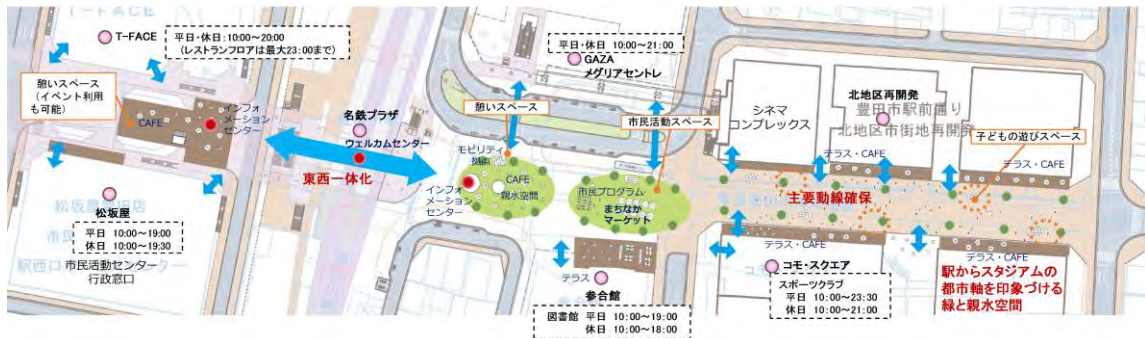 T-FACE
平日・休日：10:00～20:00
（レストランフロアは最大23:00まで）
憩いスペース
（イベント利用
も可能）
CAFE
インフォ
メーション
センター
名鉄プラザ
ウェルカムセンター
東西一体化
松坂屋
平日 10:00～19:00
休日 10:00～19:30
市民活動センター
行政窓口
平日・休日 10:00～21:00
GAZA
メグリアセントレ
憩いスペース
市民活動スペース
モビリティ
拠点
CAFE
親水空間
インフォ
メーション
センター
市民プログラム・
まちなか
マーケット
テラス
参合館
図書館 平日 10:00～19:00
休日 10:00～18:00
シネマ
コンプレックス
北地区再開発
豊田市駅前通り
北地区市街地再開発
子どもの遊びスペース
テラス・CAFE
テラス・CAFE
主要動線確保
テラス・CAFE
テラス・CAFE
コモ・スクエア
スポーツクラブ
平日 10:00～23:30
休日 10:00～21:00
駅からスタジアムの
都市軸を印象づける
緑と親水空間